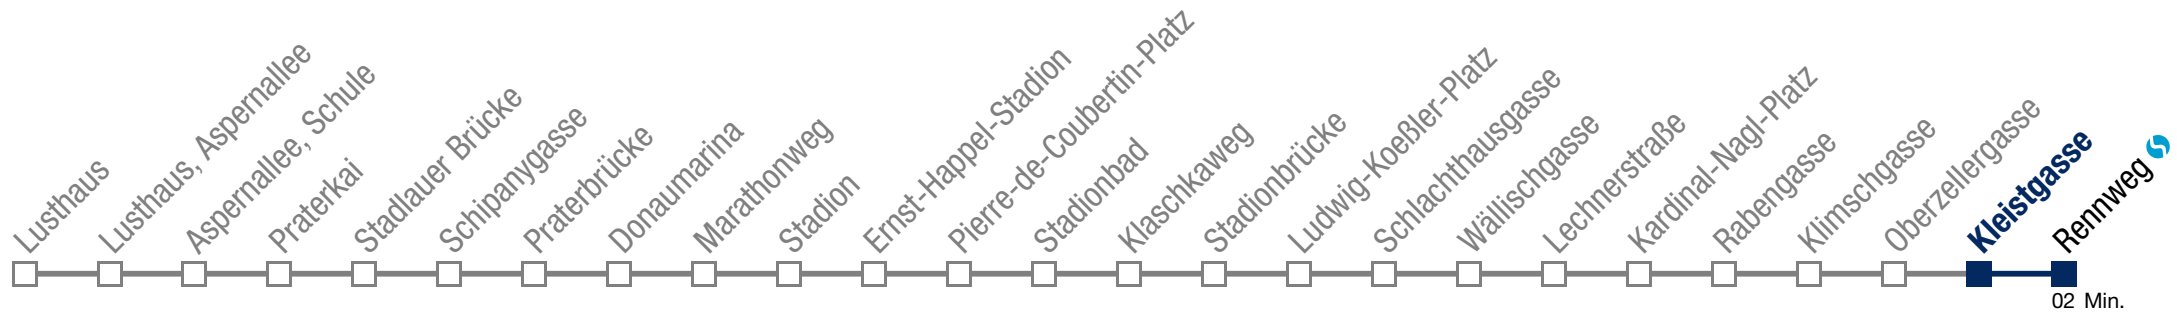 Lusthaus
Lusthaus, Aspernallee
Aspernallee, Schule
Praterkai
Stadlauer Brücke
Schipanygasse
Praterbrücke
Donaumarina
Marathonweg
Stadion
Ernst-Happel-Stadion
Pierre-de-Coubertin-Platz
Stadionbad
Klaschkaweg
Stadionbrücke
Ludwig-Koeßler-Platz
Schlachthausgasse
Wällischgasse
Lechnerstraße
Kardinal-Nagl-Platz
Rabengasse
Klimschgasse
Oberzellergasse
Kleistgasse
Rennweg
02 Min.